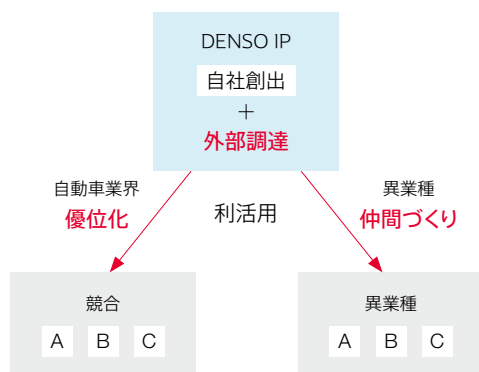 DENSO IP
自社創出
+
外部調達
自動車業界
優位化
利活用
異業種
仲間づくり
競合
A B C
異業種
A B C